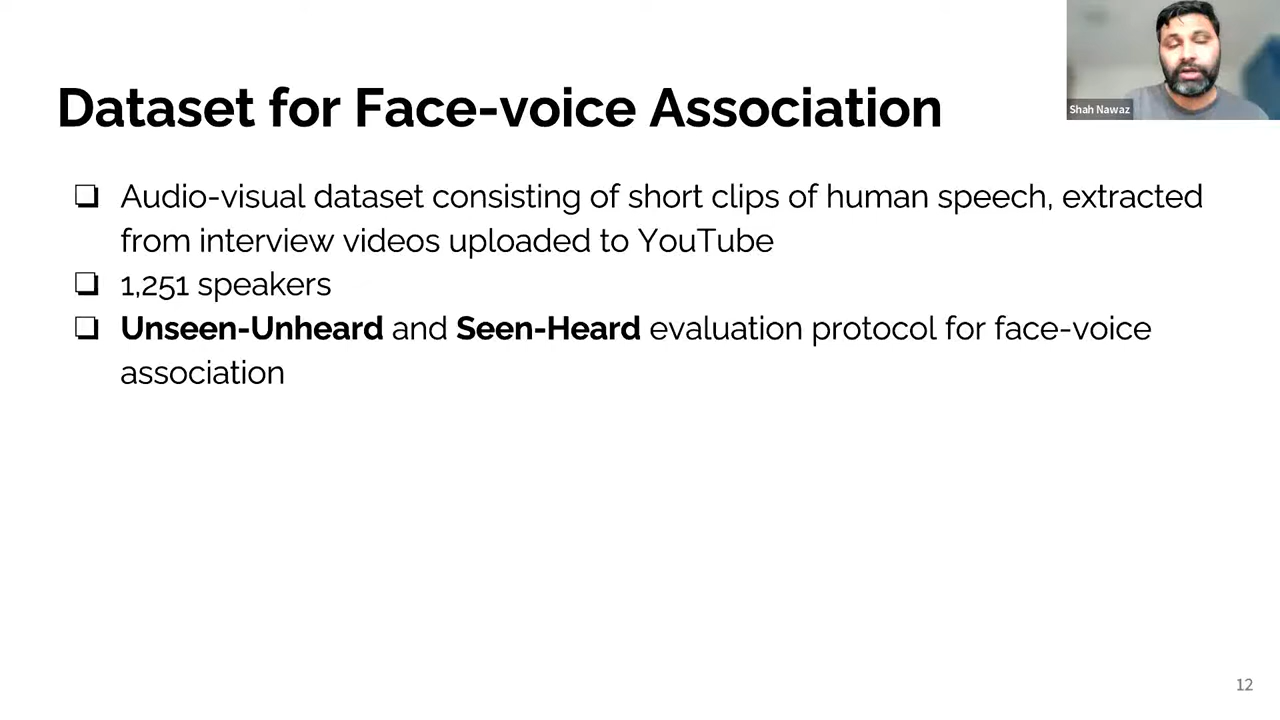 Dataset for Face-voice Association
Shah Nawaz
❏ Audio-visual dataset consisting of short clips of human speech, extracted
from interview videos uploaded to YouTube
❏ 1,251 speakers
❏ Unseen-Unheard and Seen-Heard evaluation protocol for face-voice
association
12